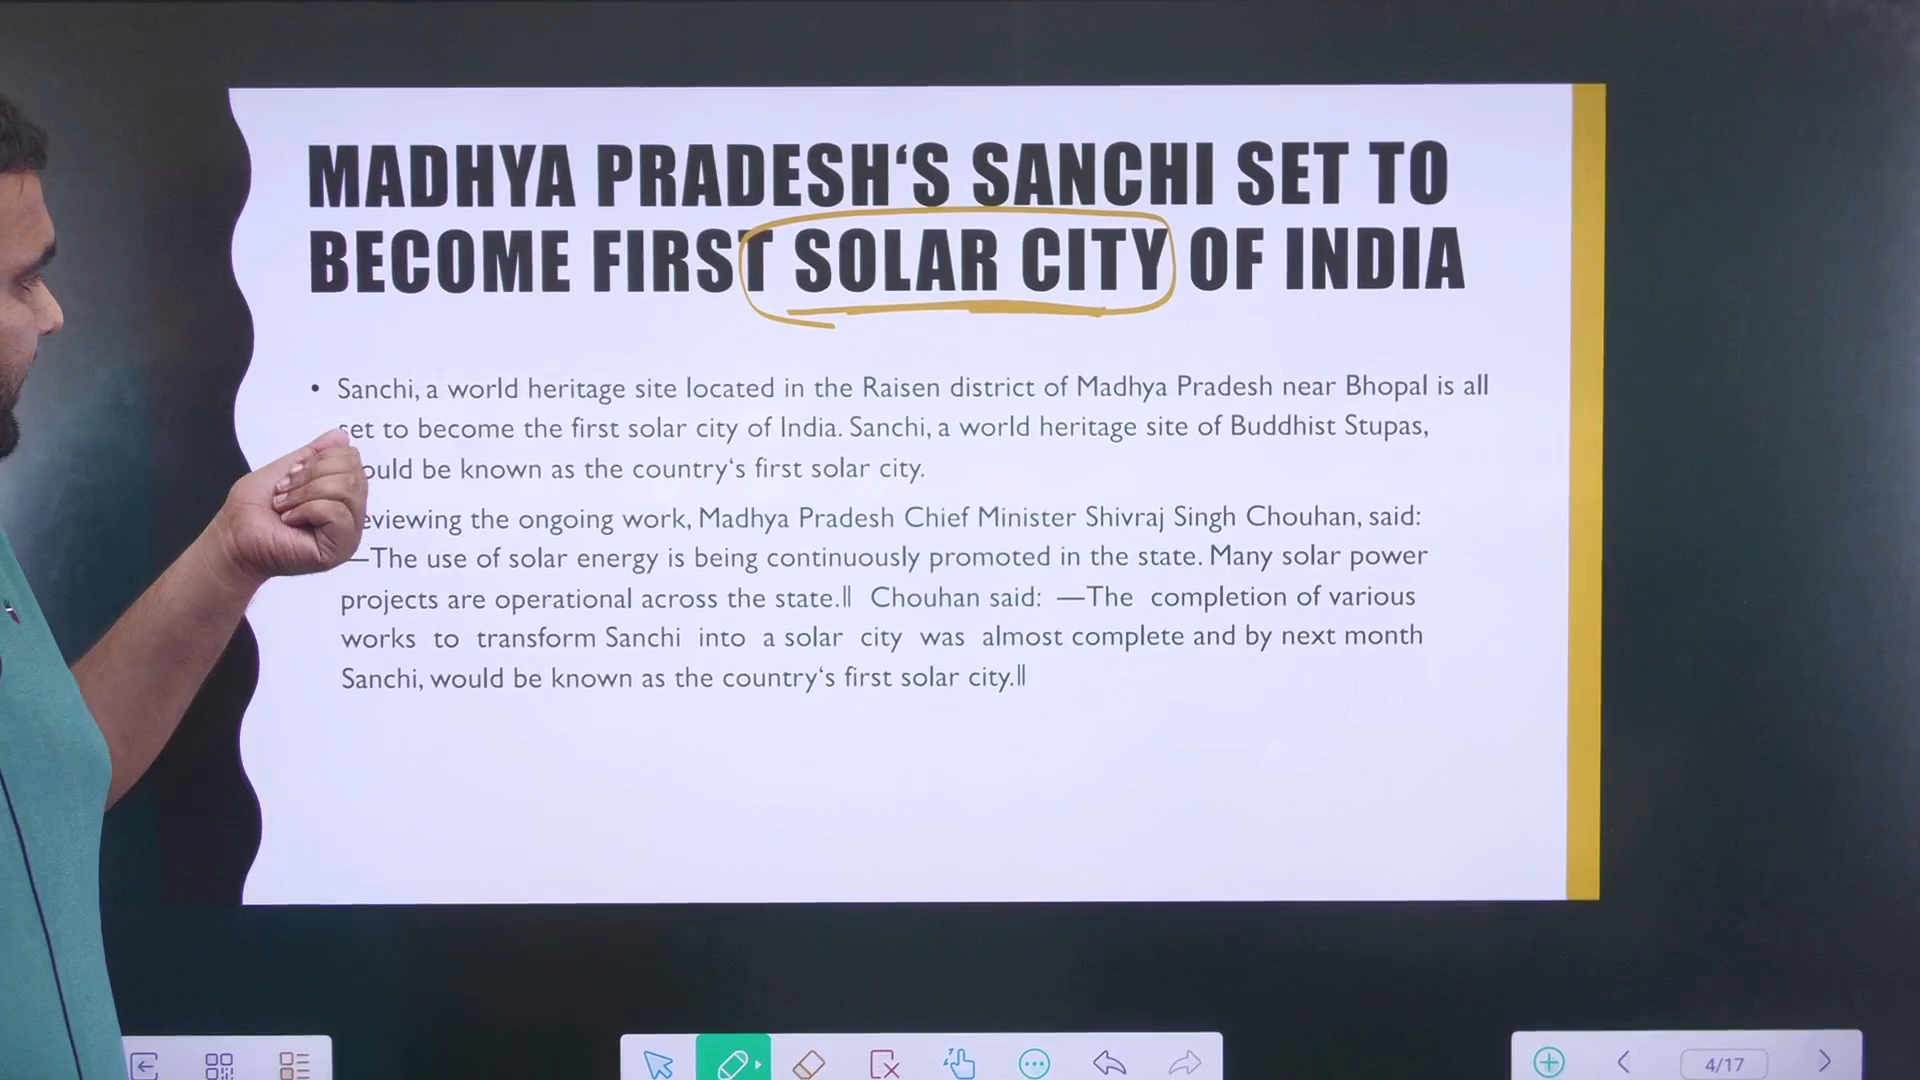 MADHYA PRADESH‘S SANCHI SET TO
BECOME FIRST SOLAR CITY OF INDIA
• Sanchi, a world heritage site located in the Raisen district of Madhya Pradesh near Bhopal is all
set to become the first solar city of India. Sanchi, a world heritage site of Buddhist Stupas,
ould be known as the country‘s first solar city.
eviewing the ongoing work, Madhya Pradesh Chief Minister Shivraj Singh Chouhan, said:
―The use of solar energy is being continuously promoted in the state. Many solar power
projects are operational across the state.‖ Chouhan said: ―The completion of various
works to transform Sanchi into a solar city was almost complete and by next month
Sanchi, would be known as the country‘s first solar city.‖
4/17